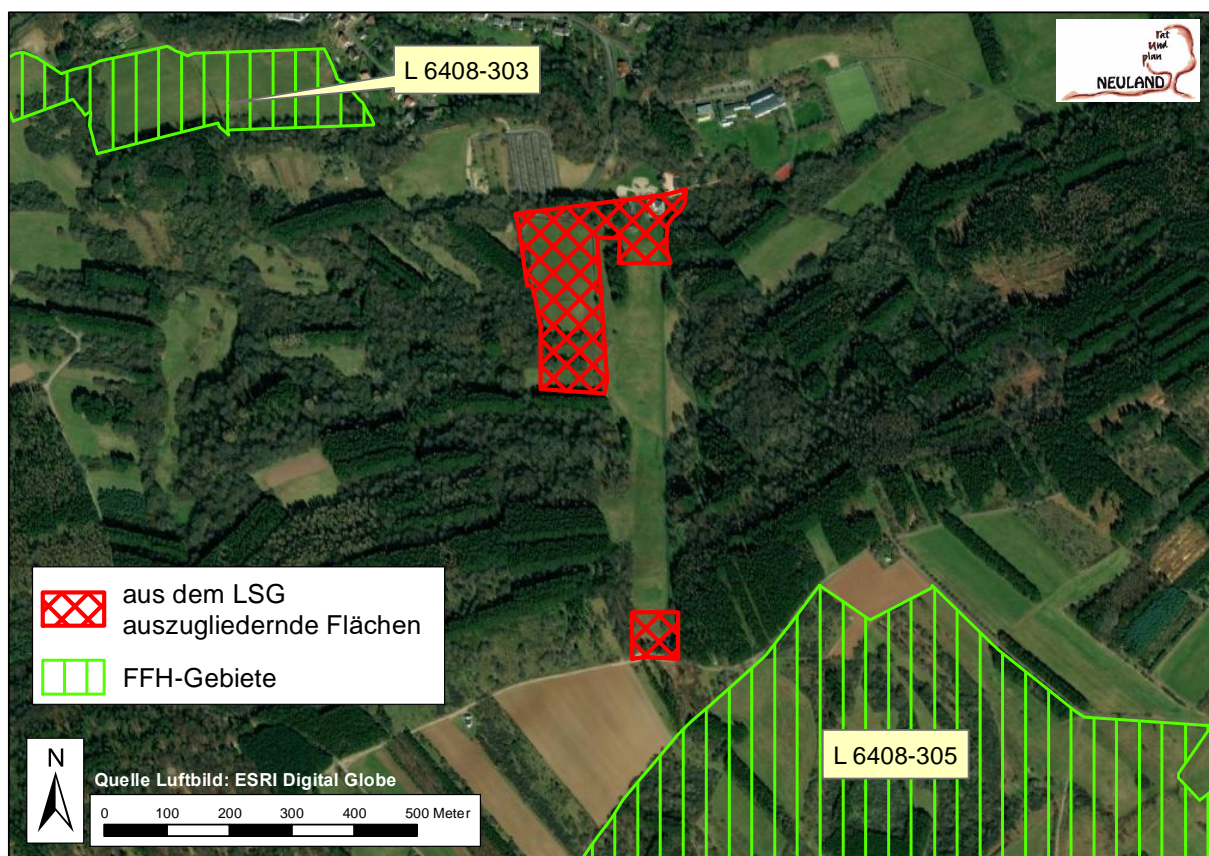 L 6408-303
Rat
Und
plan
NEULAND
aus dem LSG
auszugliedernde Flächen
FFH-Gebiete
L 6408-305
N
Quelle Luftbild: ESRI Digital Globe
0 100 200 300 400 500 Meter